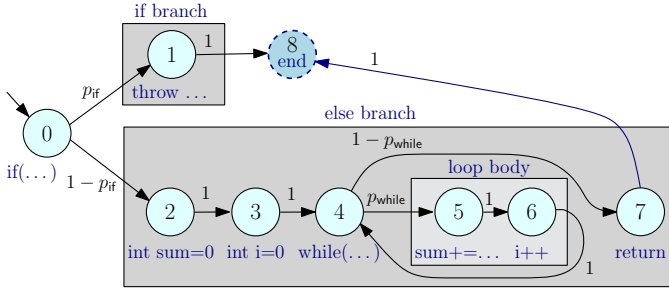 if branch
1
1
throw ...
8
end
1
p_if
0
if(...)
1 − p_if
else branch
1 − p_while
loop body
2
1
3
1
4
p_while
5
1
6
7
int sum=0
int i=0
while(...)
sum+=...
i++
return
1